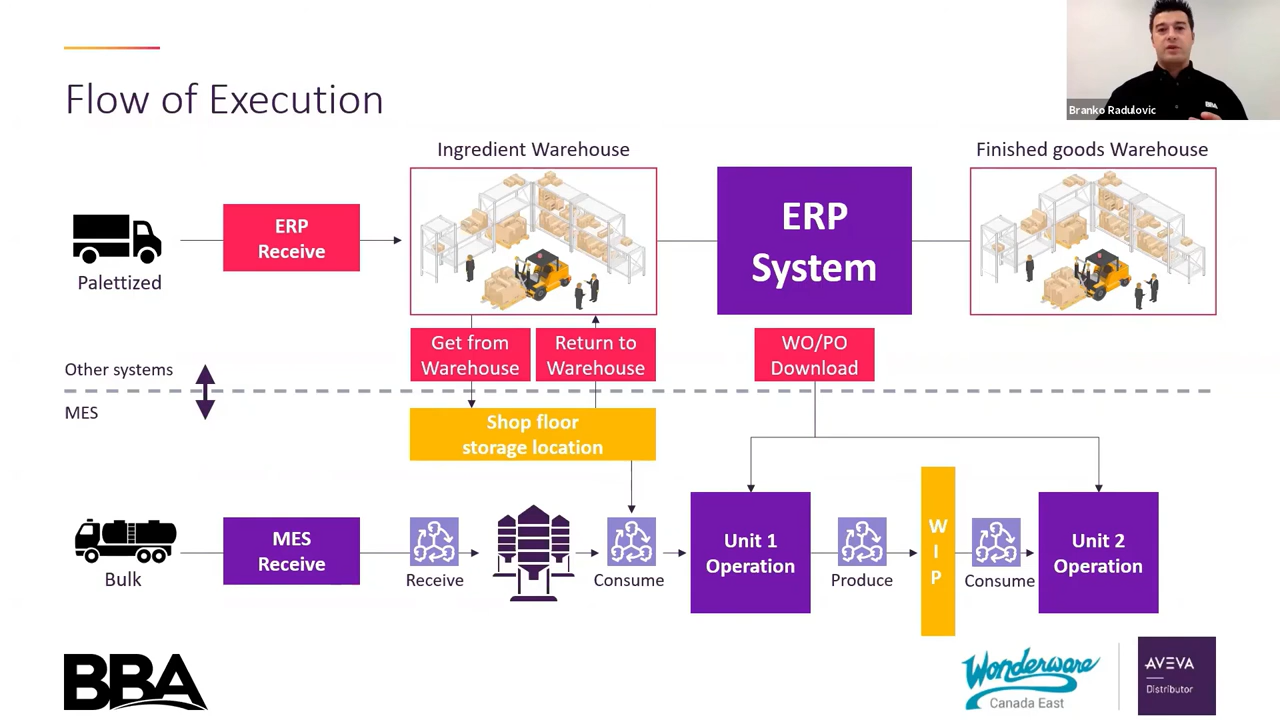 Flow of Execution
Branko Radulovic
BBA
Ingredient Warehouse
Finished goods Warehouse
ERP
Receive
ERP
System
Palettized
Get from
Warehouse
Return to
Warehouse
WO/PO
Download
Other systems
MES
Shop floor
storage location
MES
Receive
Unit 1
Operation
W
I
P
Unit 2
Operation
Bulk
Receive
Consume
Produce
Consume
BBA
Wonderware
Canada East
AVEVA
Distributor